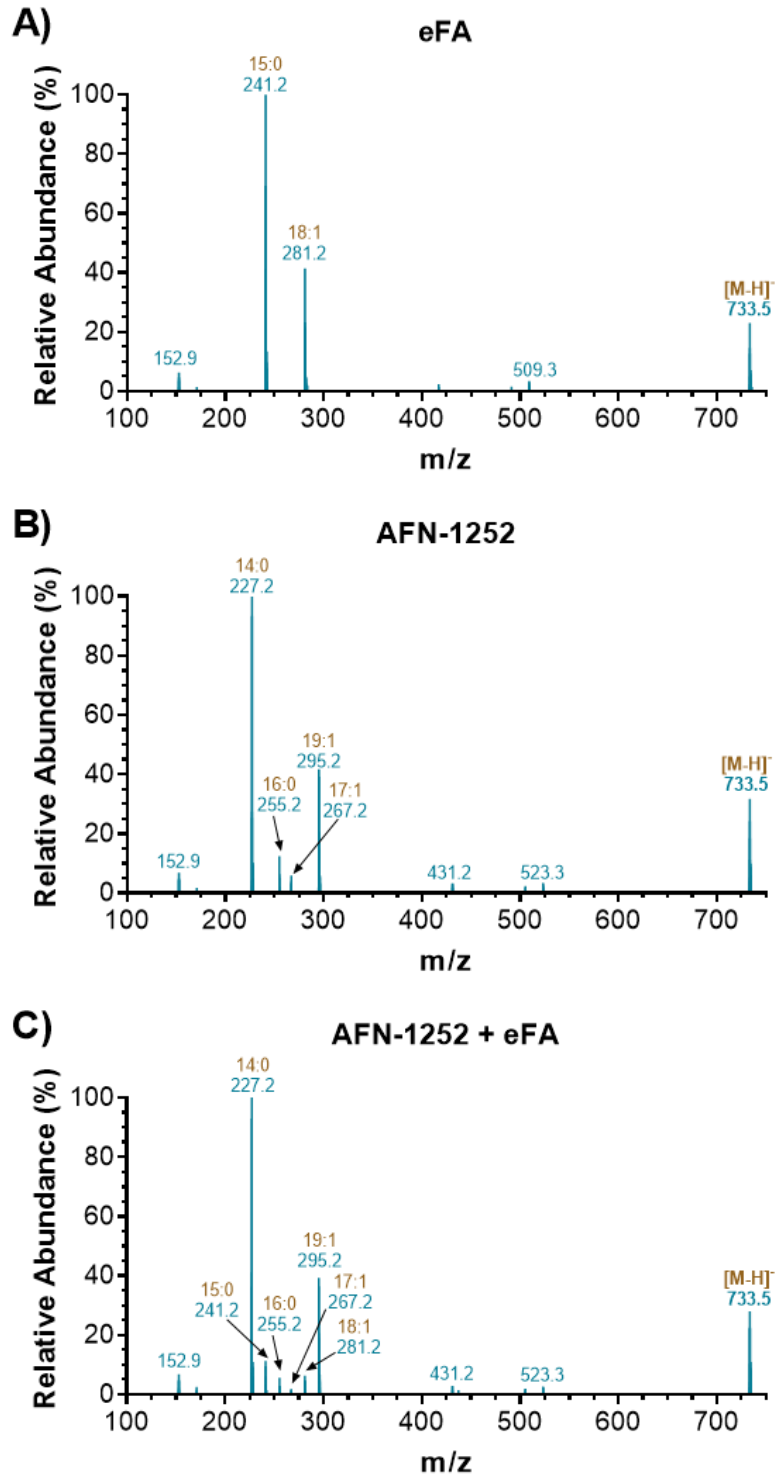 A)
eFA
Relative Abundance (%)
100
80
60
40
20
0
15:0
241.2
18:1
281.2
[M-H]-
733.5
152.9
509.3
100 200 300 400 500 600 700
m/z
B)
AFN-1252
Relative Abundance (%)
100
80
60
40
20
0
14:0
227.2
19:1
295.2
16:0
255.2
17:1
267.2
[M-H]-
733.5
152.9
431.2
523.3
100 200 300 400 500 600 700
m/z
C)
AFN-1252 + eFA
Relative Abundance (%)
100
80
60
40
20
0
14:0
227.2
19:1
295.2
15:0
241.2
16:0
255.2
17:1
267.2
18:1
281.2
[M-H]-
733.5
152.9
431.2
523.3
100 200 300 400 500 600 700
m/z